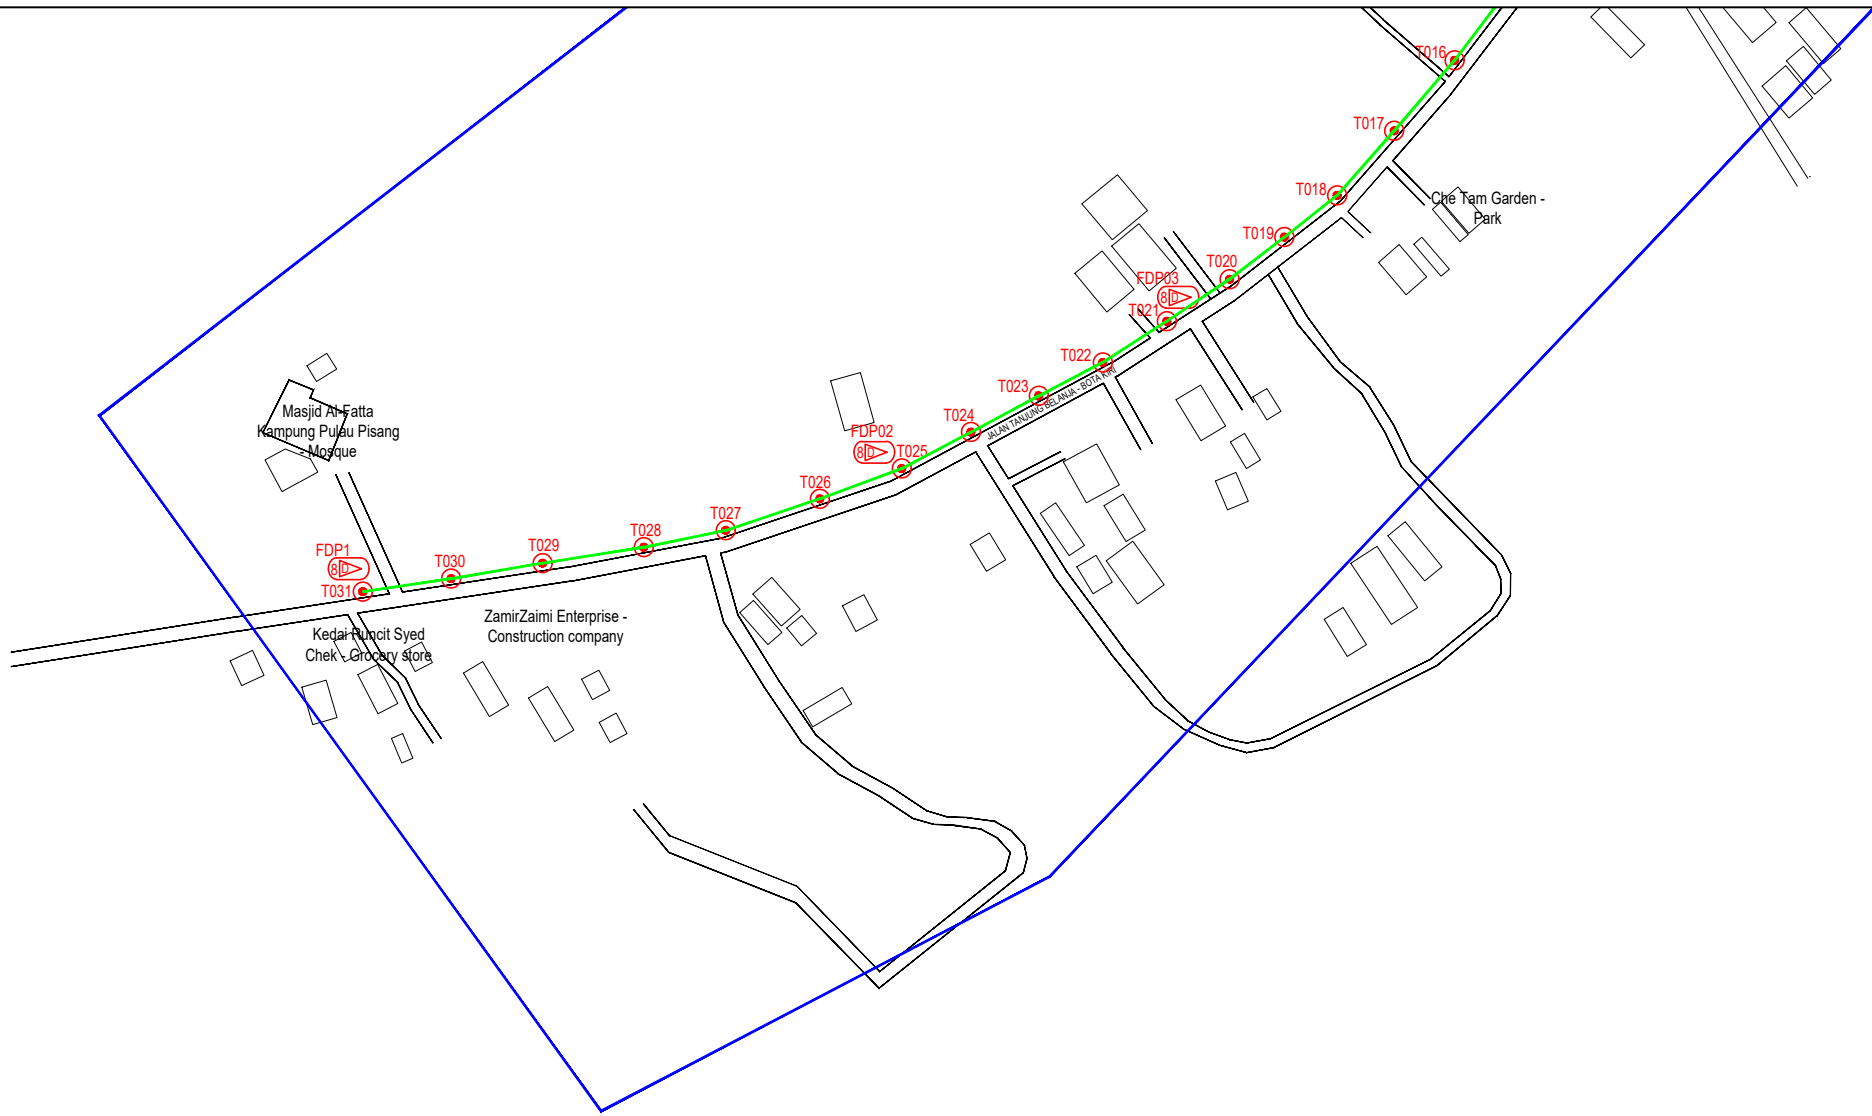 T016
T017
T018
Che Tam Garden -
Park
T019
T020
FDP03
8 D
T021
T022
JALAN TANJUNG BELANJA - BOTA KIRI
T023
T024
FDP02
8 D
T025
T026
T027
T028
T029
T030
Masjid Al-Fatta
Kampung Pulau Pisang
- Mosque
FDP1
8 D
T031
ZamirZaimi Enterprise -
Construction company
Kedai Runcit Syed
Chek - Grocery store